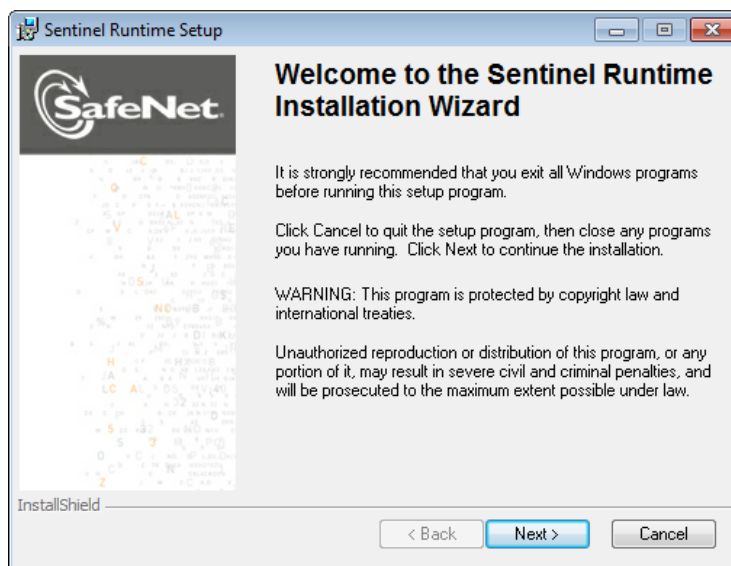 Sentinel Runtime Setup
SafeNet.
Welcome to the Sentinel Runtime
Installation Wizard
It is strongly recommended that you exit all Windows programs
before running this setup program.
Click Cancel to quit the setup program, then close any programs
you have running. Click Next to continue the installation.
WARNING: This program is protected by copyright law and
international treaties.
Unauthorized reproduction or distribution of this program, or any
portion of it, may result in severe civil and criminal penalties, and
will be prosecuted to the maximum extent possible under law.
InstallShield
< Back
Next >
Cancel